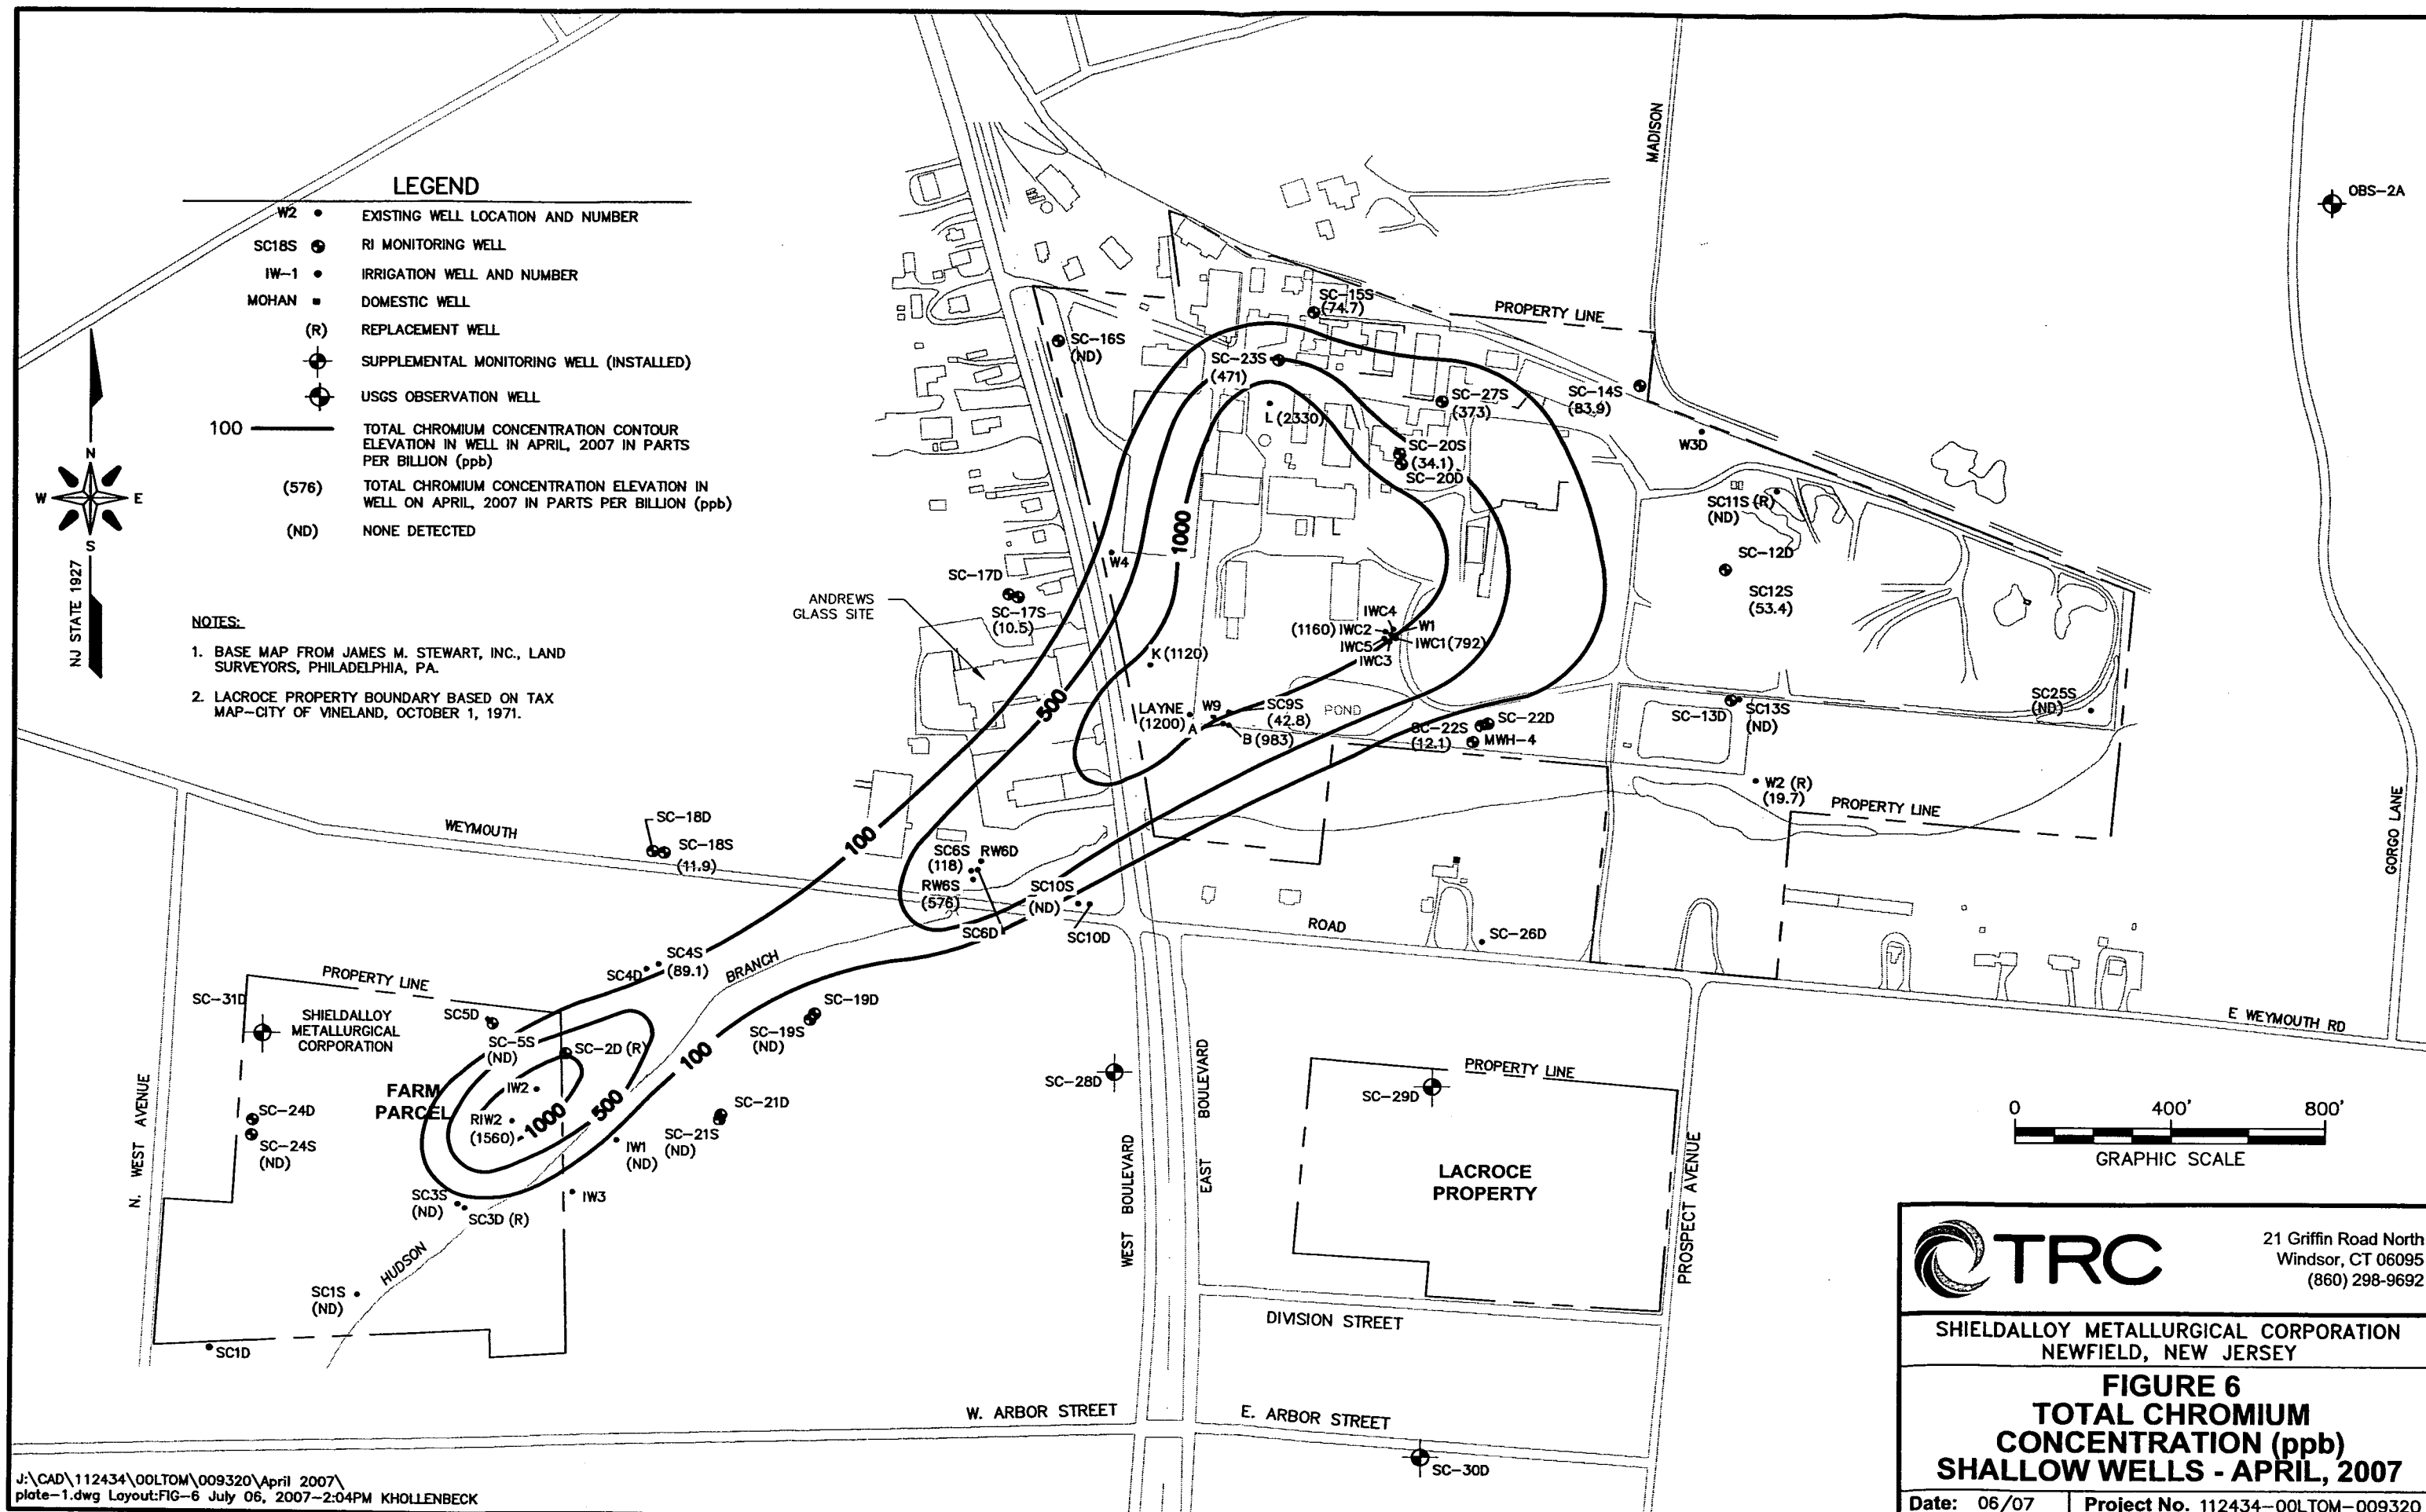 LEGEND
W2 EXISTING WELL LOCATION AND NUMBER
SC18S RI MONITORING WELL
IW-1 IRRIGATION WELL AND NUMBER
MOHAN DOMESTIC WELL
(R) REPLACEMENT WELL
SUPPLEMENTAL MONITORING WELL (INSTALLED)
USGS OBSERVATION WELL
100 TOTAL CHROMIUM CONCENTRATION CONTOUR
ELEVATION IN WELL IN APRIL, 2007 IN PARTS
PER BILLION (ppb)
(576) TOTAL CHROMIUM CONCENTRATION ELEVATION IN
WELL ON APRIL, 2007 IN PARTS PER BILLION (ppb)
(ND) NONE DETECTED
N
W E
S
NJ STATE 1927
NOTES:
1. BASE MAP FROM JAMES M. STEWART, INC., LAND
SURVEYORS, PHILADELPHIA, PA.
2. LACROCE PROPERTY BOUNDARY BASED ON TAX
MAP-CITY OF VINELAND, OCTOBER 1, 1971.
MADISON
OBS-2A
SC-15S
(74.7)
PROPERTY LINE
SC-16S
(ND)
SC-23S
(471)
SC-27S
(373)
SC-14S
(83.9)
L (2330)
W3D
SC-20S
(34.1)
SC-20D
SC11S (R)
(ND)
1000
SC-12D
W4
SC-17D
SC12S
(53.4)
ANDREWS
GLASS SITE
SC-17S
(10.5)
IWC4
(1160) IWC2
W1
IWC5
IWC1 (792)
IWC3
K (1120)
500
LAYNE
(1200)
A
W9
SC9S
(42.8)
B (983)
POND
SC-22S
(12.1)
SC-22D
MWH-4
SC-13D
SC13S
(ND)
SC25S
(ND)
W2 (R)
(19.7)
PROPERTY LINE
GORGO LANE
WEYMOUTH
SC-18D
SC-18S
(11.9)
100
SC6S
(118)
RW6D
RW6S
(576)
SC10S
(ND)
SC6D
SC10D
ROAD
SC-26D
SC4D
SC4S
(89.1)
BRANCH
PROPERTY LINE
SC-31D
SHIELDALLOY
METALLURGICAL
CORPORATION
SC5D
SC-5S
(ND)
SC-2D (R)
SC-19D
SC-19S
(ND)
100
E WEYMOUTH RD
FARM
PARCEL
IW2
RIW2
(1560)
1000
500
SC-24D
SC-24S
(ND)
N. WEST AVENUE
IW1
(ND)
SC-21D
SC-21S
(ND)
SC-28D
SC-29D
PROPERTY LINE
SC3S
(ND)
SC3D (R)
IW3
HUDSON
SC1S
(ND)
SC1D
WEST BOULEVARD
EAST BOULEVARD
LACROCE
PROPERTY
PROSPECT AVENUE
DIVISION STREET
W. ARBOR STREET
E. ARBOR STREET
SC-30D
0 400' 800'
GRAPHIC SCALE
TRC
21 Griffin Road North
Windsor, CT 06095
(860) 298-9692
SHIELDALLOY METALLURGICAL CORPORATION
NEWFIELD, NEW JERSEY
FIGURE 6
TOTAL CHROMIUM
CONCENTRATION (ppb)
SHALLOW WELLS - APRIL, 2007
Date: 06/07 Project No. 112434-00LTOM-009320
J:\CAD\112434\00LTOM\009320\April 2007\
plate-1.dwg Layout:FIG-6 July 06, 2007-2:04PM KHOLLENBECK